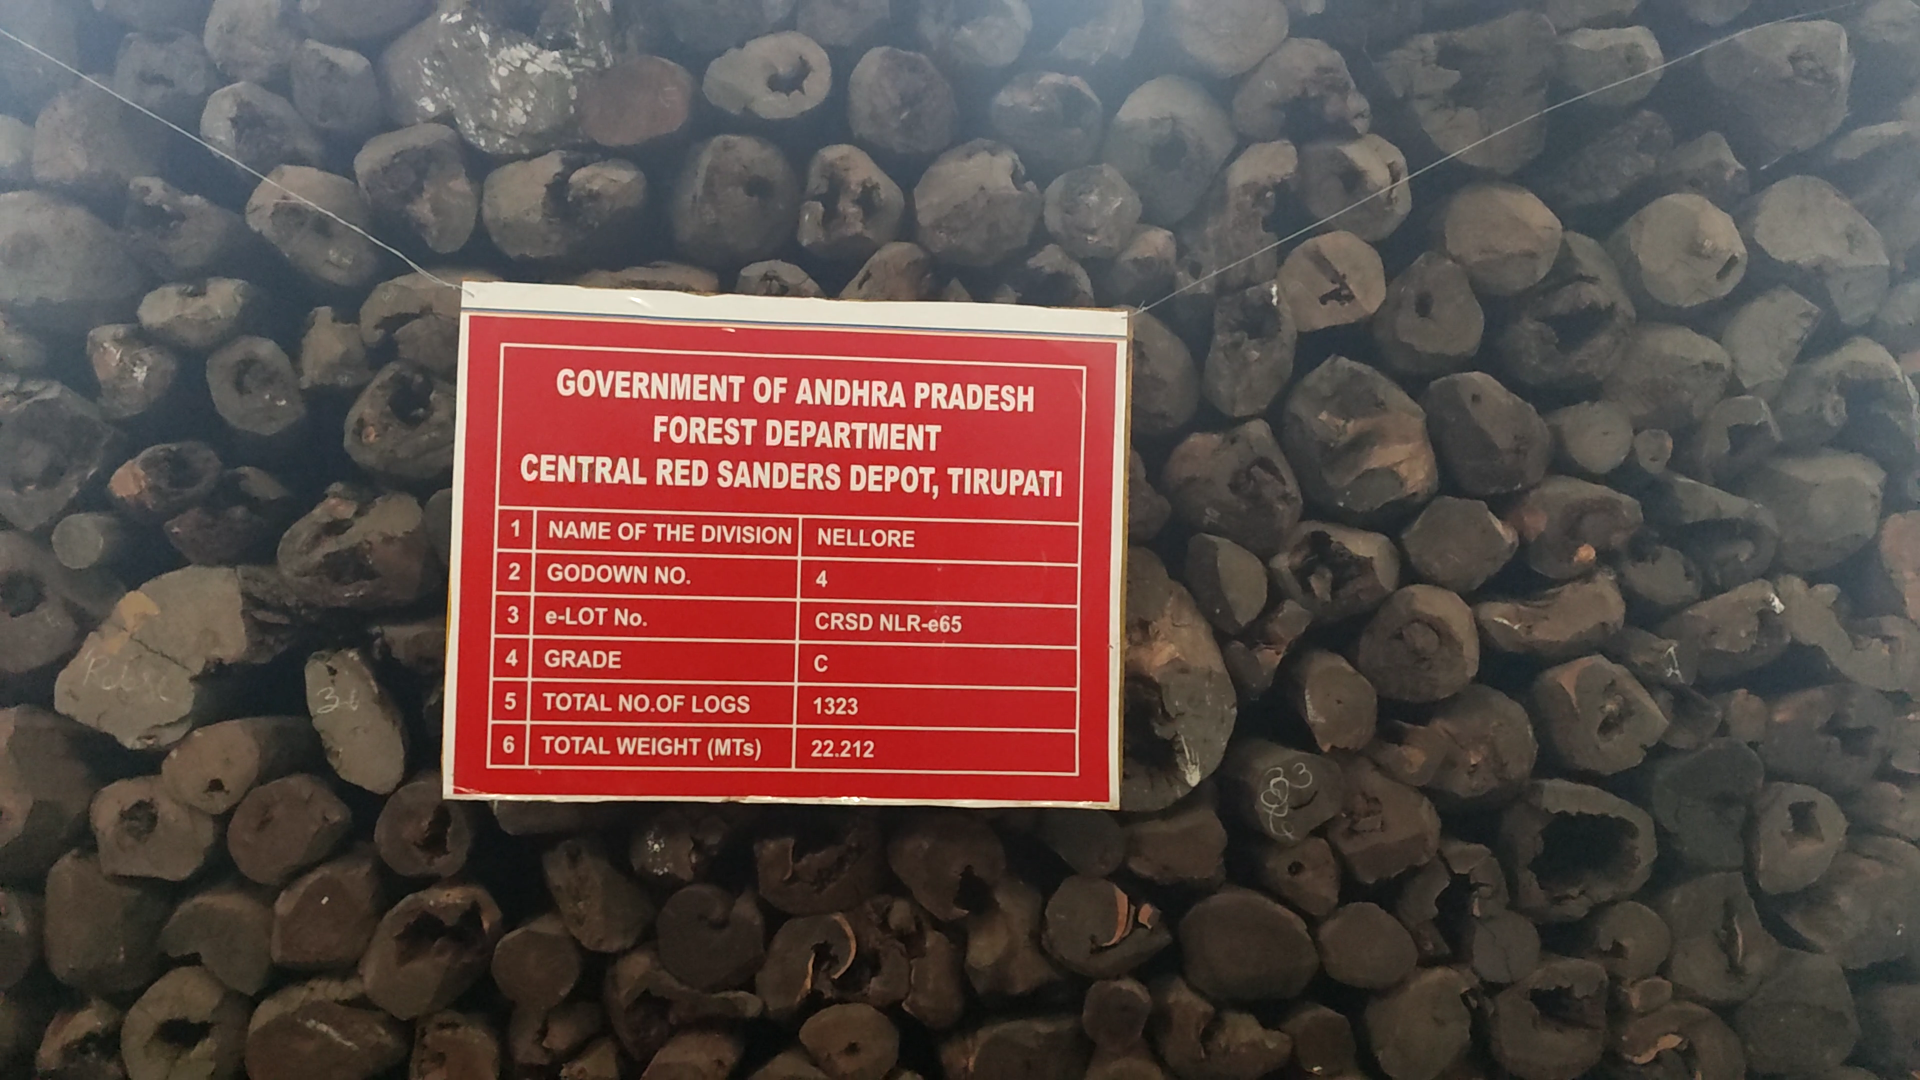 GOVERNMENT OF ANDHRA PRADESH
FOREST DEPARTMENT
CENTRAL RED SANDERS DEPOT, TIRUPATI
1 NAME OF THE DIVISION NELLORE
2 GODOWN NO. 4
3 e-LOT No. CRSD NLR-e65
4 GRADE C
5 TOTAL NO.OF LOGS 1323
6 TOTAL WEIGHT (MTs) 22.212